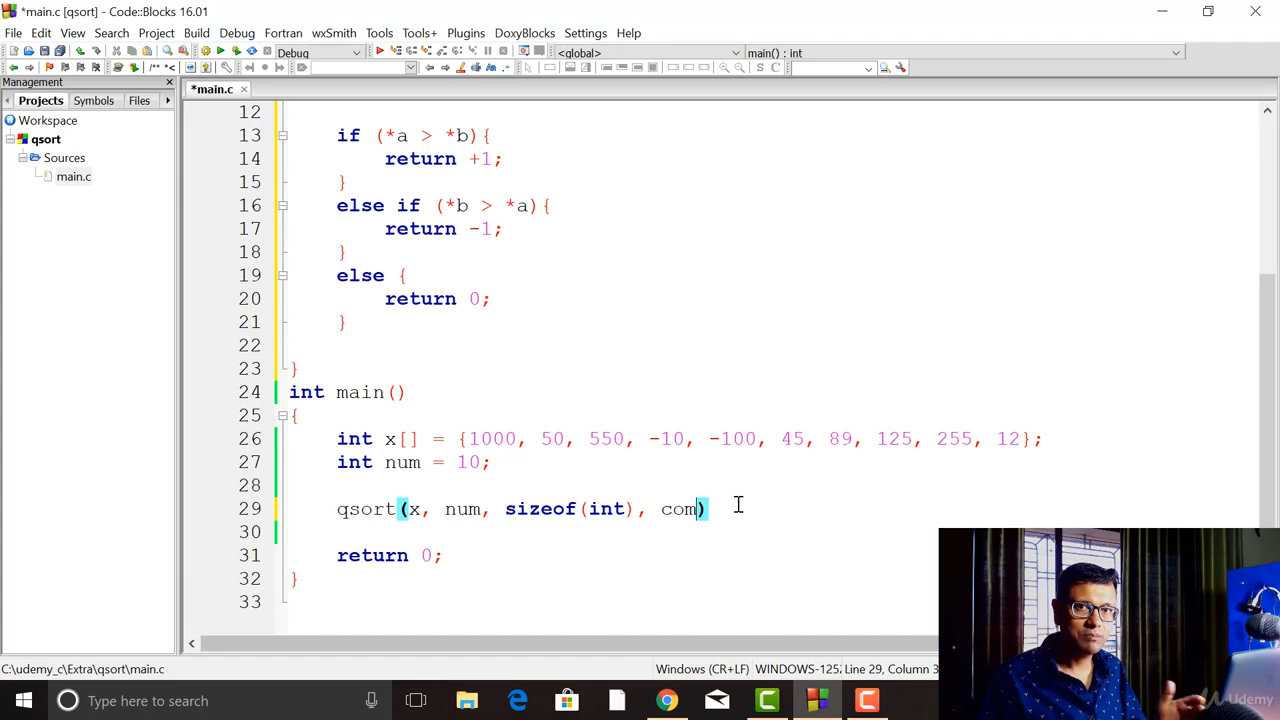 *main.c [qsort] - Code::Blocks 16.01
File Edit View Search Project Build Debug Fortran wxSmith Tools Tools+ Plugins DoxyBlocks Settings Help
Debug <global> main() : int
Management
Projects Symbols Files
*main.c
Workspace
qsort
Sources
main.c
12
13 if (*a > *b){
14 return +1;
15 }
16 else if (*b > *a){
17 return -1;
18 }
19 else {
20 return 0;
21 }
22
23 }
24 int main()
25 {
26 int x[] = {1000, 50, 550, -10, -100, 45, 89, 125, 255, 12};
27 int num = 10;
28
29 qsort(x, num, sizeof(int), com)
30
31 return 0;
32 }
33
C:\udemy_c\Extra\qsort\main.c Windows (CR+LF) WINDOWS-125 Line 29, Column 3
Type here to search
Udemy